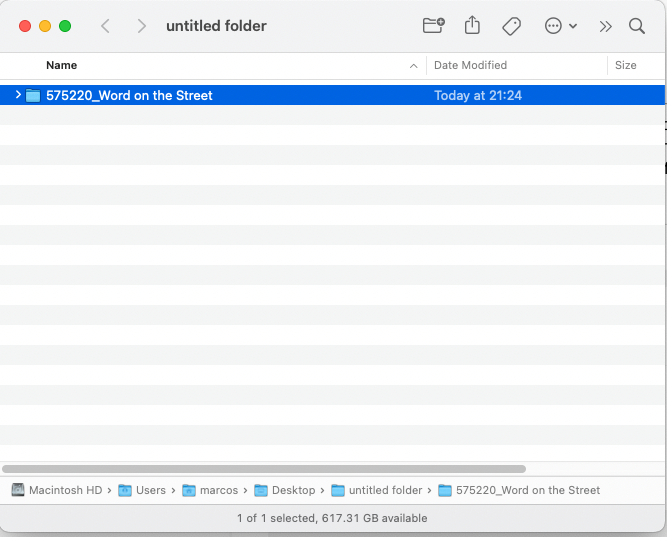 untitled folder
Name Date Modified Size
575220_Word on the Street Today at 21:24
Macintosh HD › Users › marcos › Desktop › untitled folder › 575220_Word on the Street
1 of 1 selected, 617.31 GB available